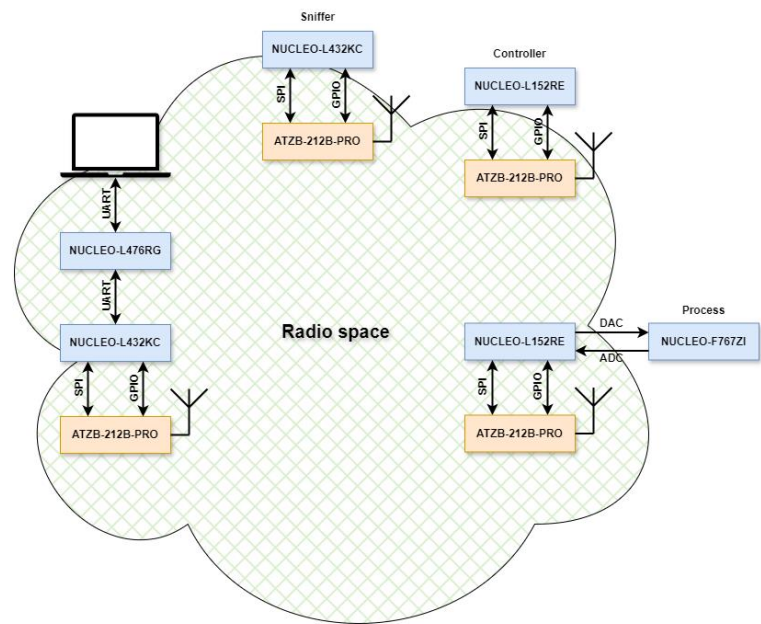 Sniffer
NUCLEO-L432KC
SPI
GPIO
ATZB-212B-PRO
Controller
NUCLEO-L152RE
SPI
GPIO
ATZB-212B-PRO
UART
NUCLEO-L476RG
UART
NUCLEO-L432KC
SPI
GPIO
ATZB-212B-PRO
Radio space
NUCLEO-L152RE
DAC
ADC
Process
NUCLEO-F767ZI
SPI
GPIO
ATZB-212B-PRO